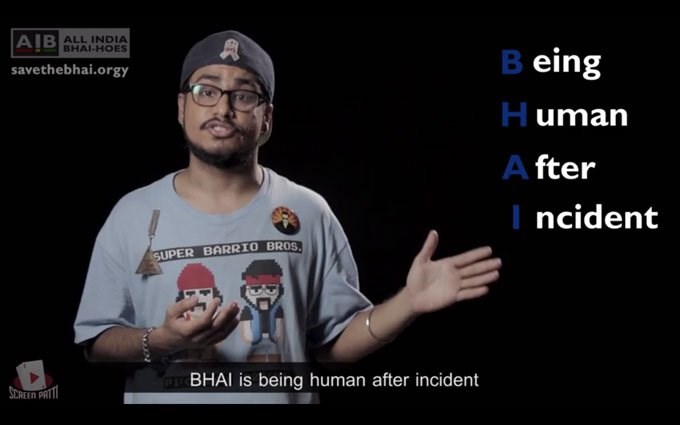 AIB ALL INDIA
BHAI-HOES
savethebhai.orgy
Being
Human
After
Incident
SUPER BARRIO BROS.
BHAI is being human after incident
SCREEN PATTI